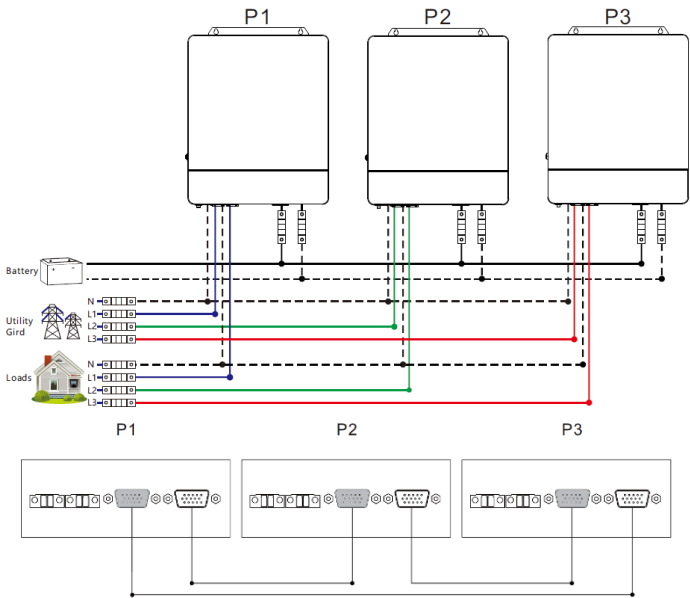 P1 P2 P3
Battery
Utility
Gird
N
L1
L2
L3
Loads
N
L1
L2
L3
P1 P2 P3